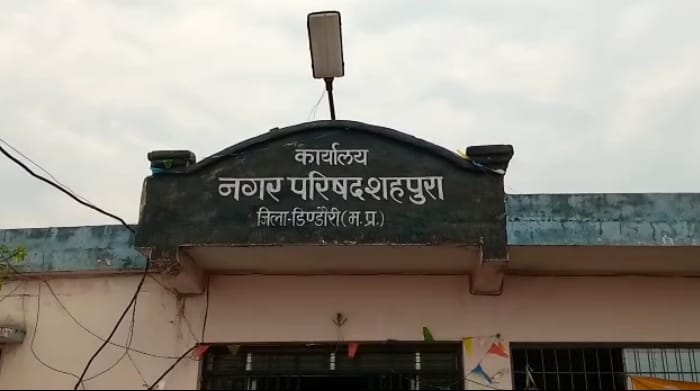 कार्यालय
नगर परिषद शहपुरा
जिला-डिण्डौरी (म.प्र.)